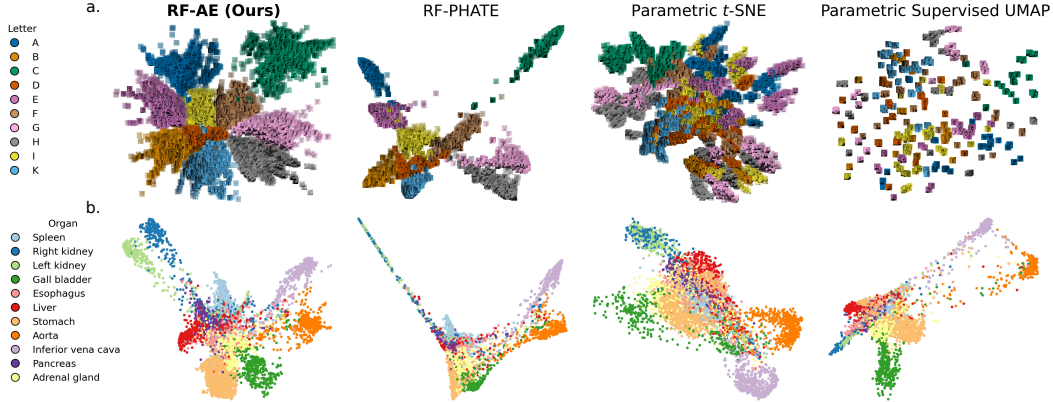 a.
RF-AE (Ours)
RF-PHATE
Parametric t-SNE
Parametric Supervised UMAP
Letter
A
B
C
D
E
F
G
H
I
K
b.
Organ
Spleen
Right kidney
Left kidney
Gall bladder
Esophagus
Liver
Stomach
Aorta
Inferior vena cava
Pancreas
Adrenal gland